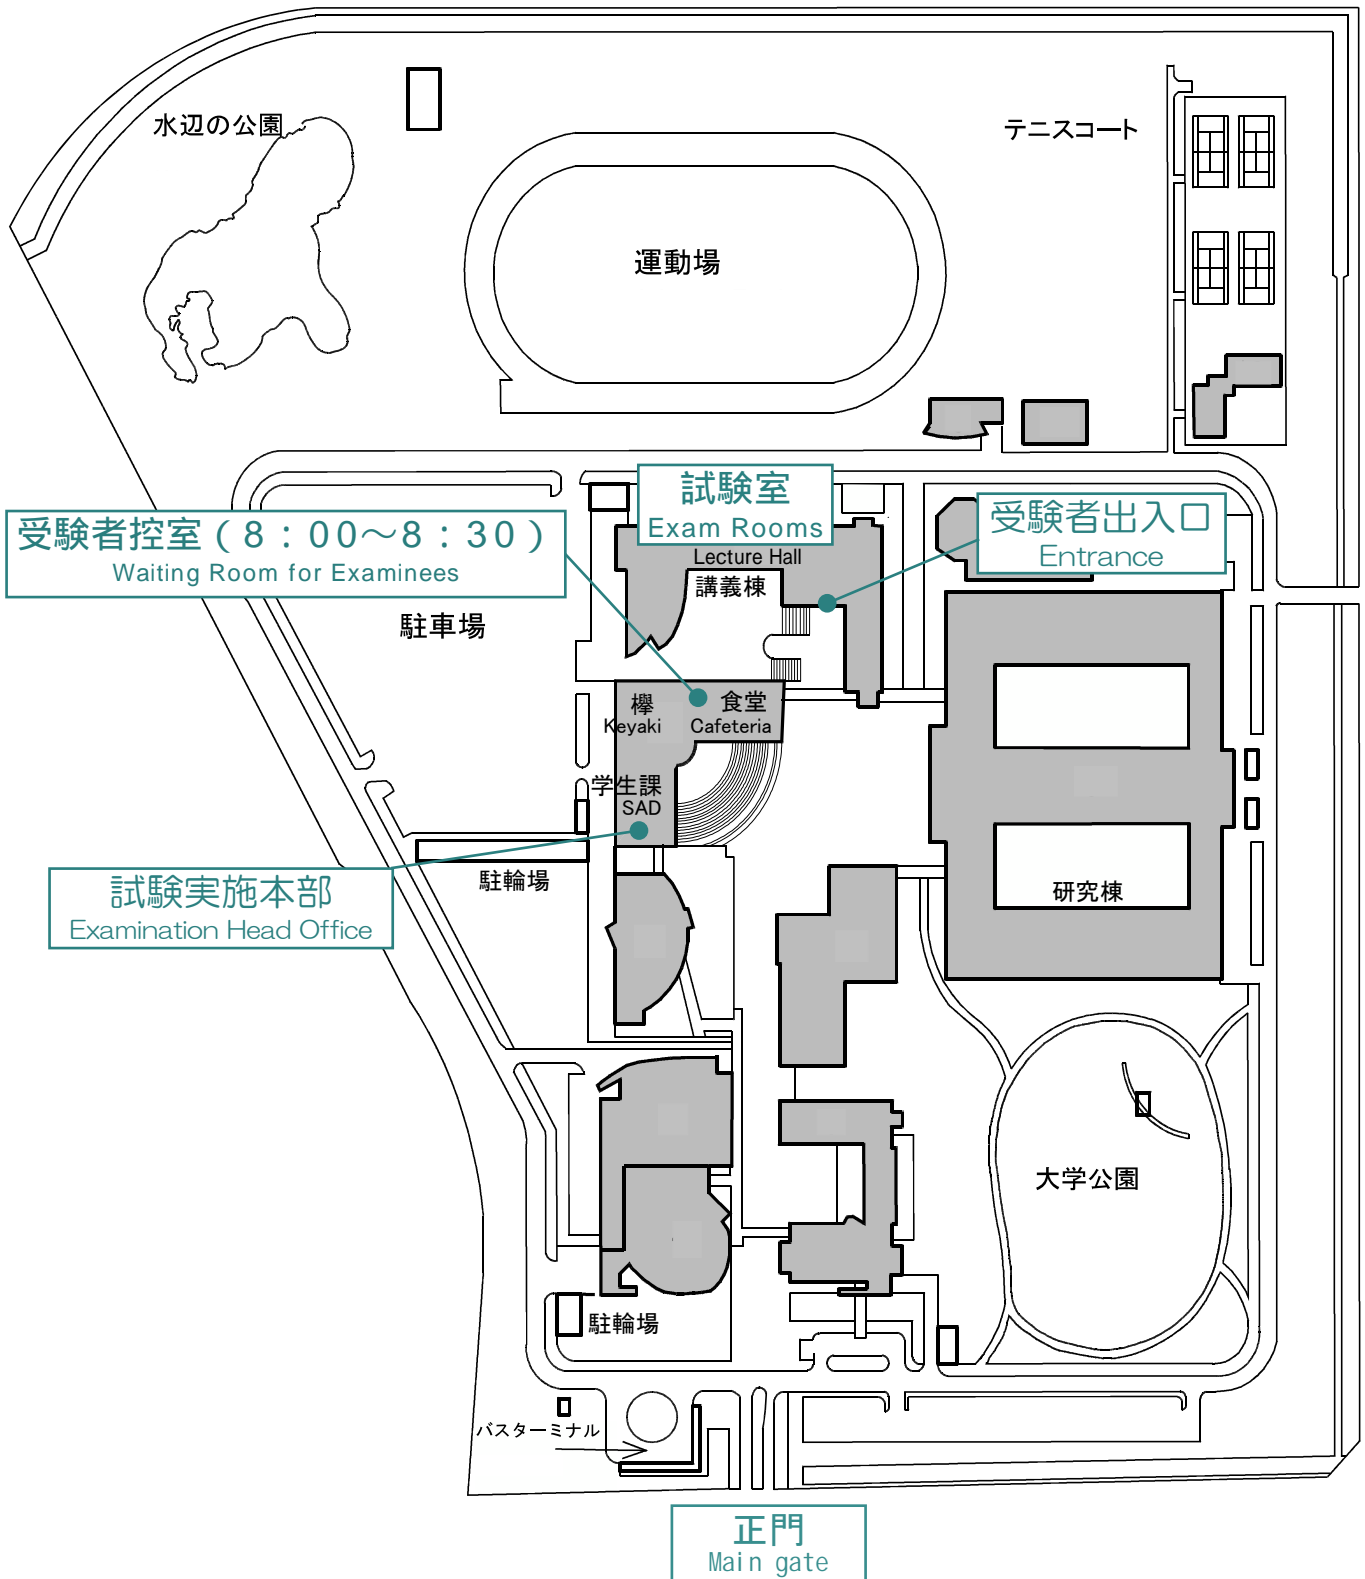 水辺の公園
テニスコート
運動場
試験室
Exam Rooms
受験者出入口
Entrance
受験者控室（8：00～8：30）
Waiting Room for Examinees
Lecture Hall
講義棟
駐車場
欅
Keyaki
食堂
Cafeteria
学生課
SAD
試験実施本部
Examination Head Office
駐輪場
研究棟
大学公園
駐輪場
バスターミナル
正門
Main gate